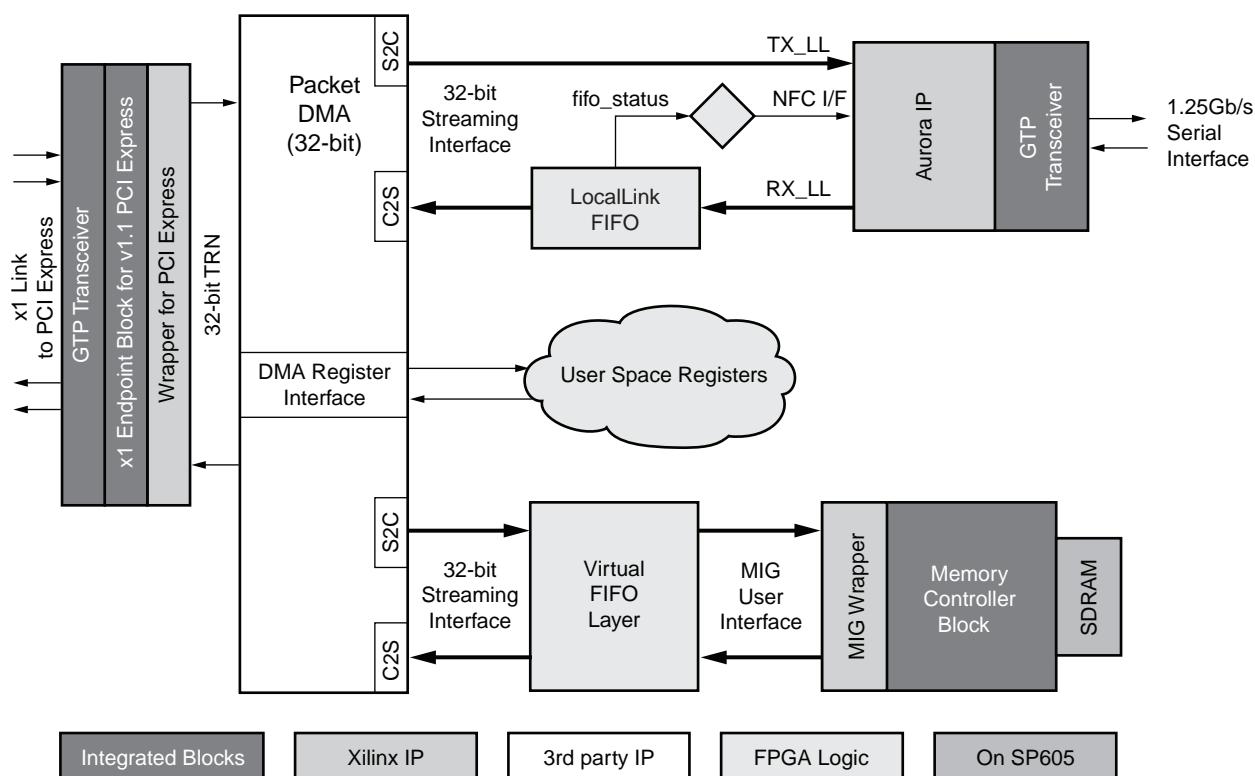 x1 Link
to PCI Express
GTP Transceiver
x1 Endpoint Block for v1.1 PCI Express
Wrapper for PCI Express
32-bit TRN
Packet
DMA
(32-bit)
S2C
C2S
32-bit
Streaming
Interface
TX_LL
fifo_status
NFC I/F
LocalLink
FIFO
RX_LL
Aurora IP
GTP
Transceiver
1.25Gb/s
Serial
Interface
DMA Register
Interface
User Space Registers
S2C
C2S
32-bit
Streaming
Interface
Virtual
FIFO
Layer
MIG
User
Interface
MIG Wrapper
Memory
Controller
Block
SDRAM
Integrated Blocks
Xilinx IP
3rd party IP
FPGA Logic
On SP605